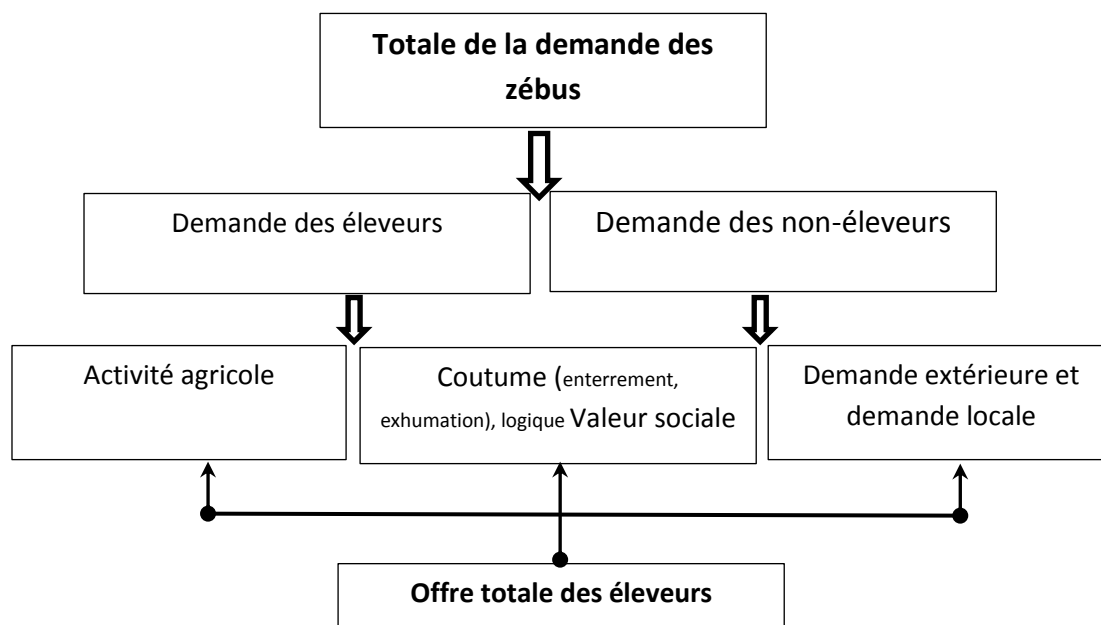 Totale de la demande des
zébus
Demande des éleveurs
Demande des non-éleveurs
Activité agricole
Coutume (enterrement,
exhumation), logique Valeur sociale
Demande extérieure et
demande locale
Offre totale des éleveurs